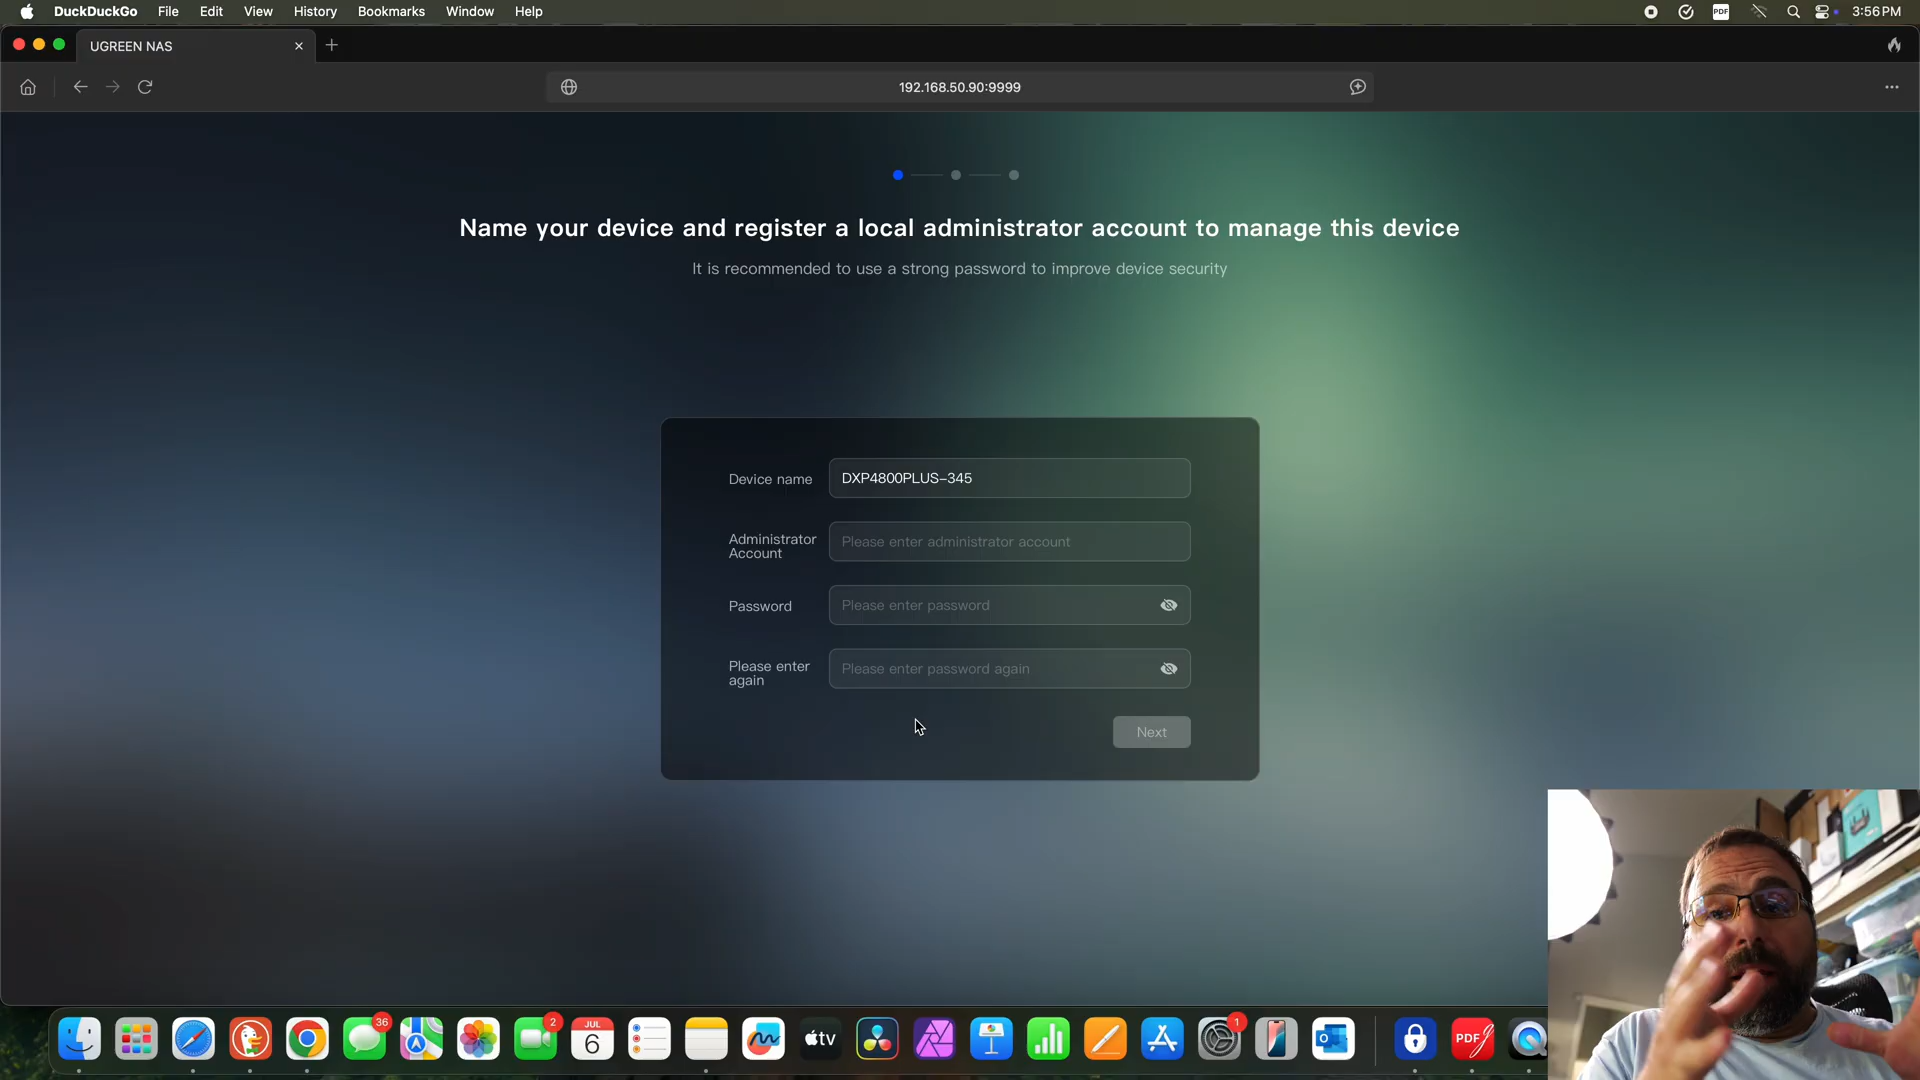 DuckDuckGo File Edit View History Bookmarks Window Help
PDF
3:56 PM
UGREEN NAS
192.168.50.90:9999
Name your device and register a local administrator account to manage this device
It is recommended to use a strong password to improve device security
Device name
DXP4800PLUS-345
Administrator
Account
Please enter administrator account
Password
Please enter password
Please enter
again
Please enter password again
Next
36
2
JUL
6
tv
1
PDF